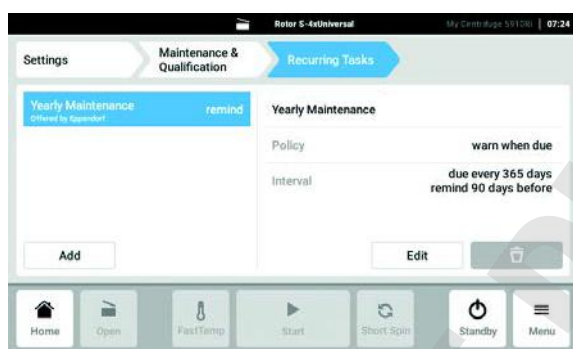 Rotor S-4xUniversal
My Centrifuge 5910Ri | 07:24
Settings
Maintenance &
Qualification
Recurring Tasks
Yearly Maintenance
remind
Offered by Eppendorf
Yearly Maintenance
Policy
warn when due
Interval
due every 365 days
remind 90 days before
Add
Edit
Home
Open
FastTemp
Start
Short Spin
Standby
Menu